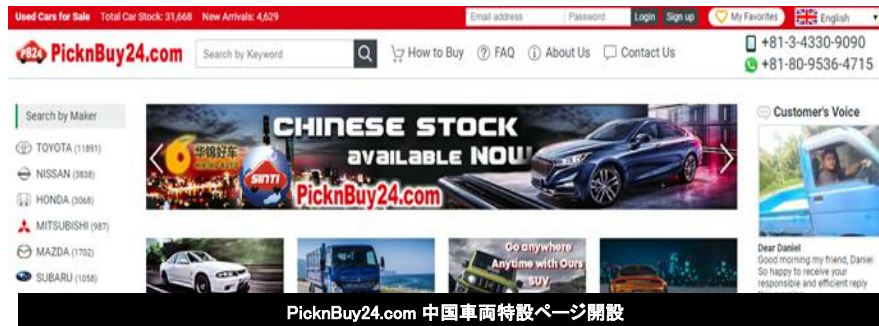 Used Cars for Sale Total Car Stock: 31,668 New Arrivals: 4,629 Email address Password Login Sign up My Favorites English
PB24 PicknBuy24.com Search by Keyword How to Buy FAQ About Us Contact Us
+81-3-4330-9090
+81-80-9536-4715
Search by Maker
TOYOTA (11891)
NISSAN (3838)
HONDA (3068)
MITSUBISHI (987)
MAZDA (1702)
SUBARU (1058)
CHINESE STOCK
AVAILABLE NOW
华锦好车
SINTI
PicknBuy24.com
Go anywhere
Anytime with Ours
SUV
Customer's Voice
Dear Daniel
Good morning my friend, Daniel
So happy to receive your
responsible and efficient reply
PicknBuy24.com 中国車両特設ページ開設